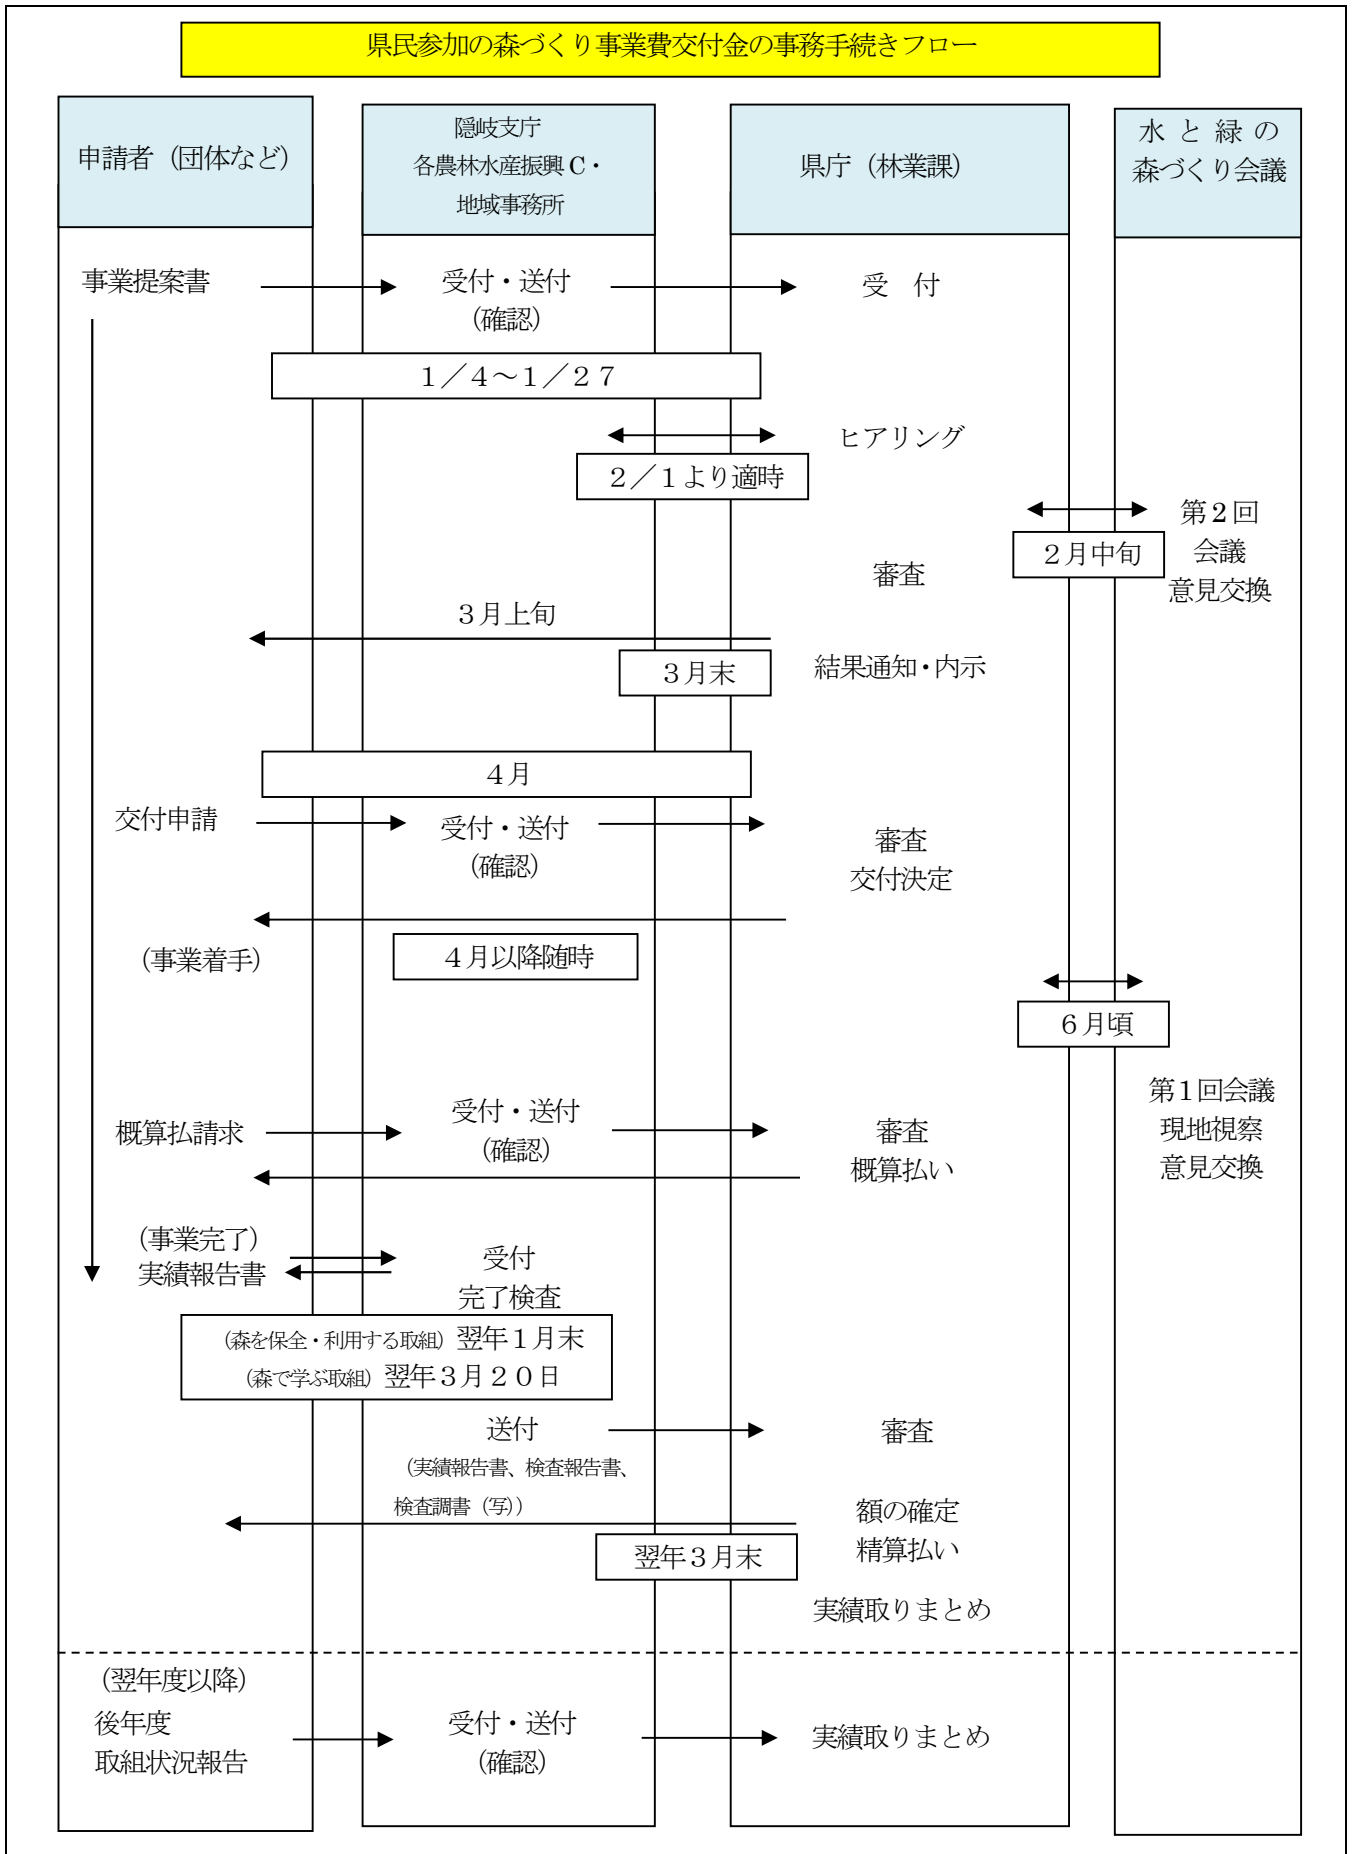 県民参加の森づくり事業費交付金の事務手続きフロー
申請者（団体など）
隠岐支庁
各農林水産振興Ｃ・
地域事務所
県庁（林業課）
水と緑の
森づくり会議
事業提案書
受付・送付
（確認）
受　付
１／４～１／２７
ヒアリング
２／１より適時
第２回
会議
意見交換
２月中旬
審査
３月上旬
３月末
結果通知・内示
４月
交付申請
受付・送付
（確認）
審査
交付決定
（事業着手）
４月以降随時
６月頃
第１回会議
現地視察
意見交換
概算払請求
受付・送付
（確認）
審査
概算払い
（事業完了）
実績報告書
受付
完了検査
（森を保全・利用する取組）翌年１月末
（森で学ぶ取組）翌年３月２０日
送付
（実績報告書、検査報告書、
検査調書（写））
審査
額の確定
精算払い
翌年３月末
実績取りまとめ
（翌年度以降）
後年度
取組状況報告
受付・送付
（確認）
実績取りまとめ